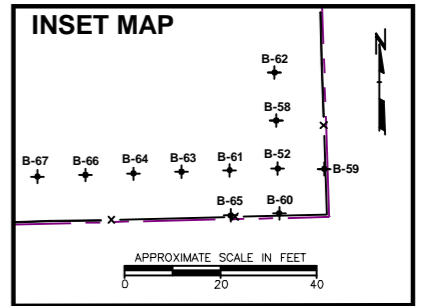 INSET MAP
N
B-62
B-58
B-67 B-66 B-64 B-63 B-61 B-52 B-59
B-65 B-60
APPROXIMATE SCALE IN FEET
0 20 40